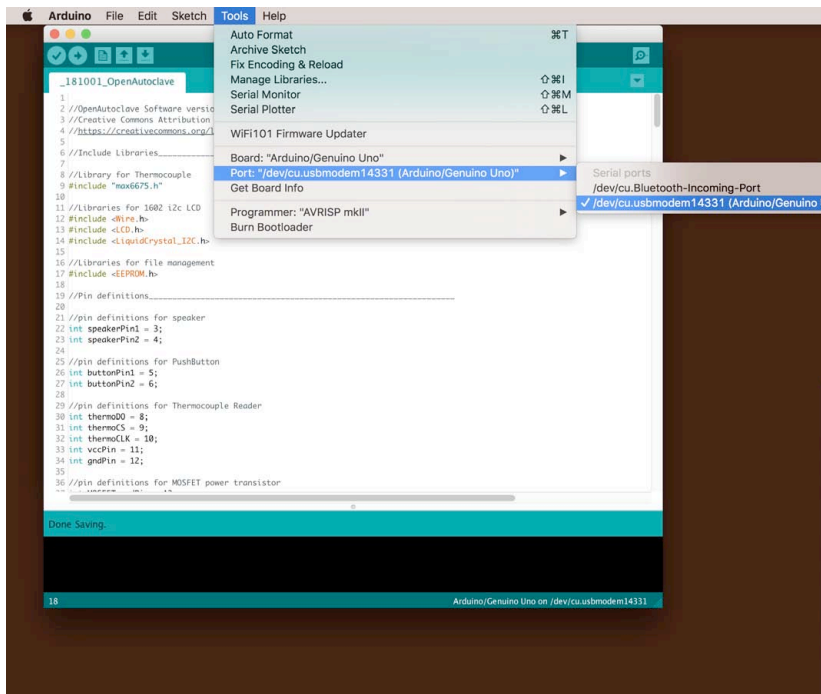 Arduino File Edit Sketch Tools Help
Auto Format ⌘T
Archive Sketch
Fix Encoding & Reload
Manage Libraries... ⇧⌘I
Serial Monitor ⇧⌘M
Serial Plotter ⇧⌘L
WiFi101 Firmware Updater
Board: "Arduino/Genuino Uno" ▶
Port: "/dev/cu.usbmodem14331 (Arduino/Genuino Uno)" ▶
Get Board Info
Programmer: "AVRISP mkII" ▶
Burn Bootloader
Serial ports
/dev/cu.Bluetooth-Incoming-Port
✓ /dev/cu.usbmodem14331 (Arduino/Genuino
_181001_OpenAutoclave
1
2 //OpenAutoclave Software versio
3 //Creative Commons Attribution
4 //https://creativecommons.org/l
5
6 //Include Libraries
7
8 //Library for Thermocouple
9 #include "max6675.h"
10
11 //Libraries for 1602 i2c LCD
12 #include <Wire.h>
13 #include <LCD.h>
14 #include <LiquidCrystal_I2C.h>
15
16 //Libraries for file management
17 #include <EEPROM.h>
18
19 //Pin definitions
20
21 //pin definitions for speaker
22 int speakerPin1 = 3;
23 int speakerPin2 = 4;
24
25 //pin definitions for PushButton
26 int buttonPin1 = 5;
27 int buttonPin2 = 6;
28
29 //pin definitions for Thermocouple Reader
30 int thermoDO = 8;
31 int thermoCS = 9;
32 int thermoCLK = 10;
33 int vccPin = 11;
34 int gndPin = 12;
35
36 //pin definitions for MOSFET power transistor
Done Saving.
18 Arduino/Genuino Uno on /dev/cu.usbmodem14331